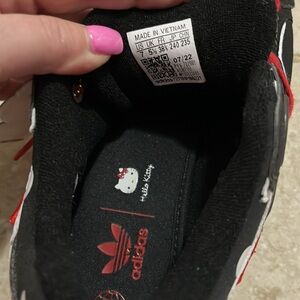 MADE IN VIETNAM
US UK FR JP CHN
7 5½ 38⅔ 240 235
07/22
Hello Kitty
adidas